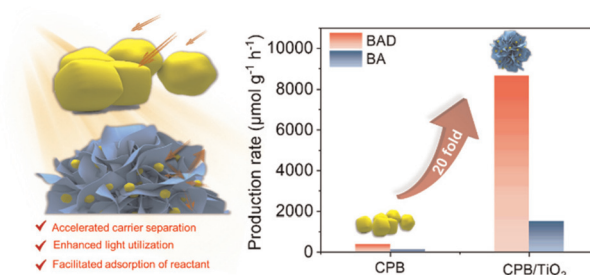 ✓ Accelerated carrier separation
✓ Enhanced light utilization
✓ Facilitated adsorption of reactant
Production rate (μmol g⁻¹ h⁻¹)
10000
8000
6000
4000
2000
0
BAD
BA
20 fold
CPB
CPB/TiO₂